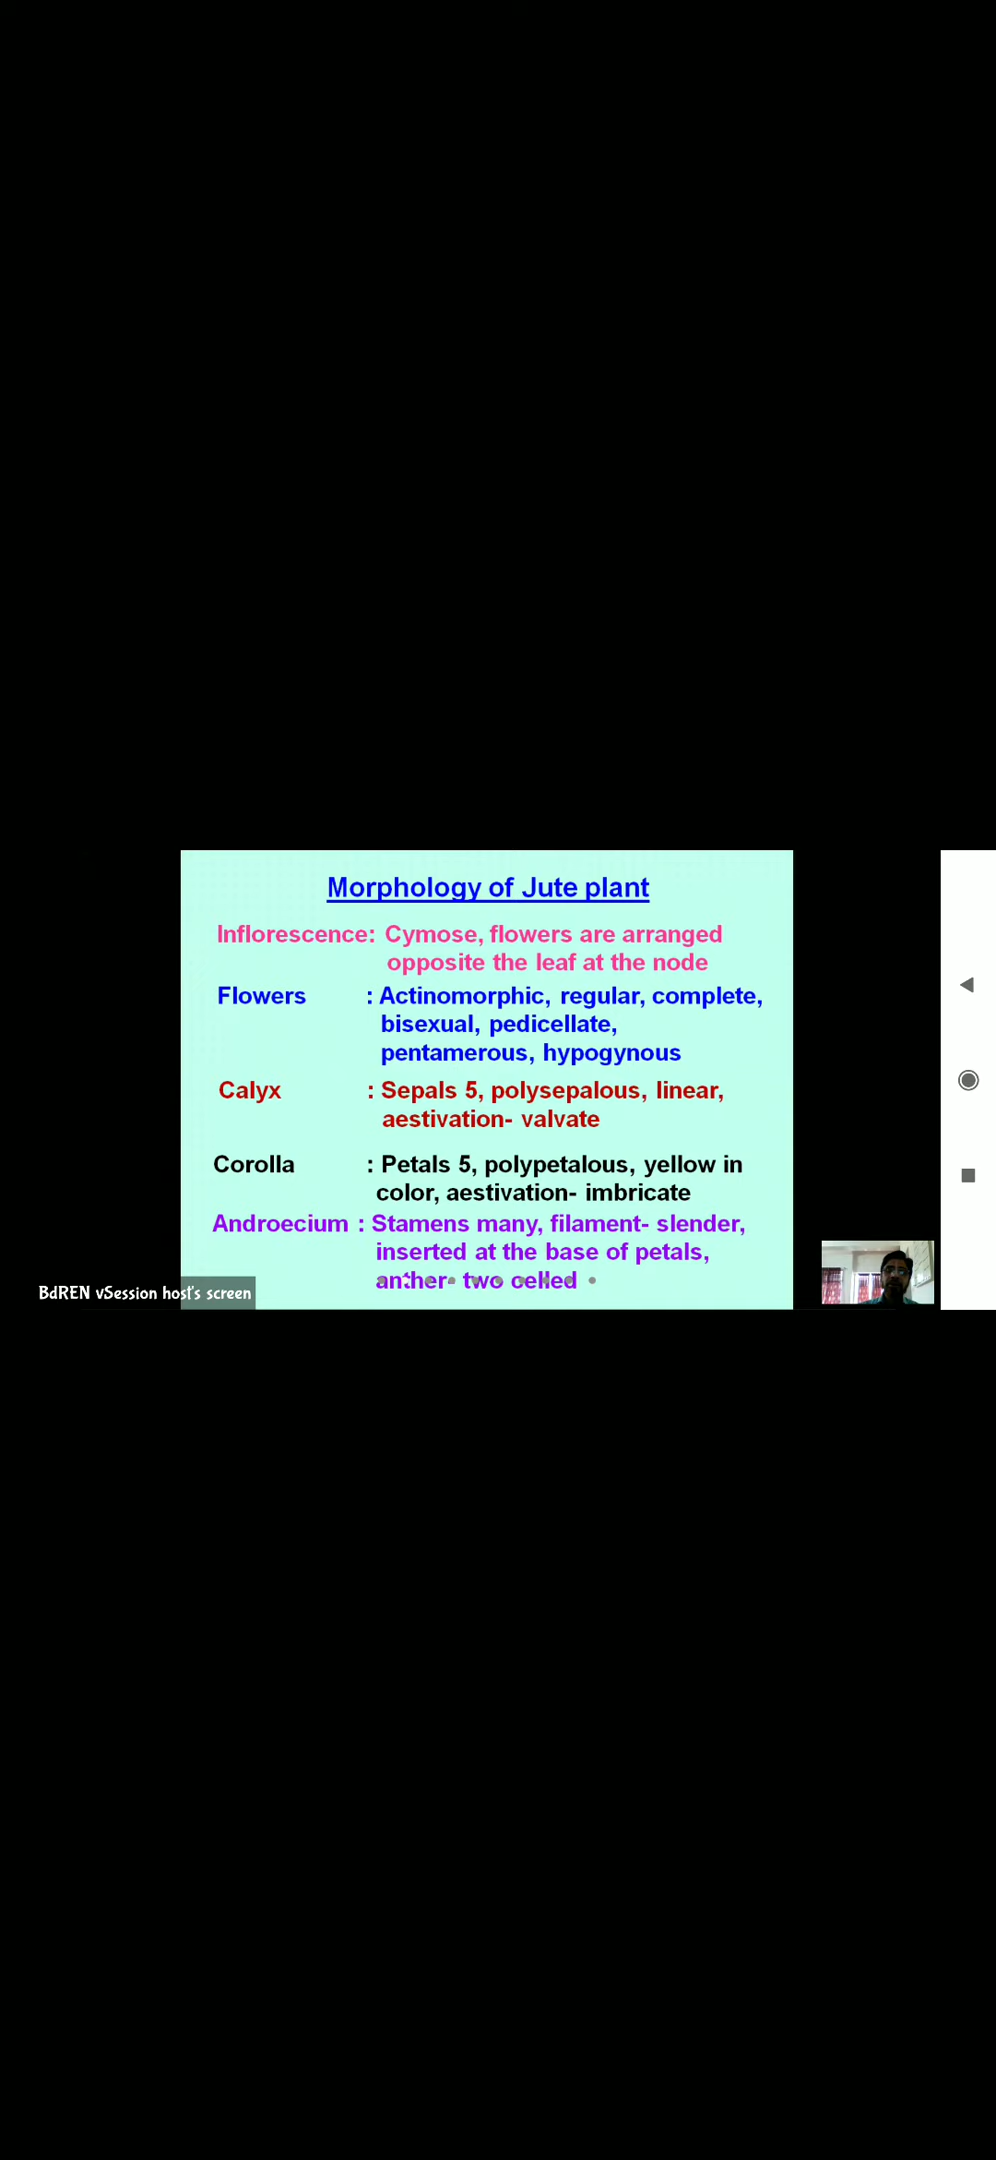 Morphology of Jute plant
Inflorescence: Cymose, flowers are arranged
opposite the leaf at the node
Flowers : Actinomorphic, regular, complete,
bisexual, pedicellate,
pentamerous, hypogynous
Calyx : Sepals 5, polysepalous, linear,
aestivation- valvate
Corolla : Petals 5, polypetalous, yellow in
color, aestivation- imbricate
Androecium : Stamens many, filament- slender,
inserted at the base of petals,
anther- two celled
BdREN vSession host's screen